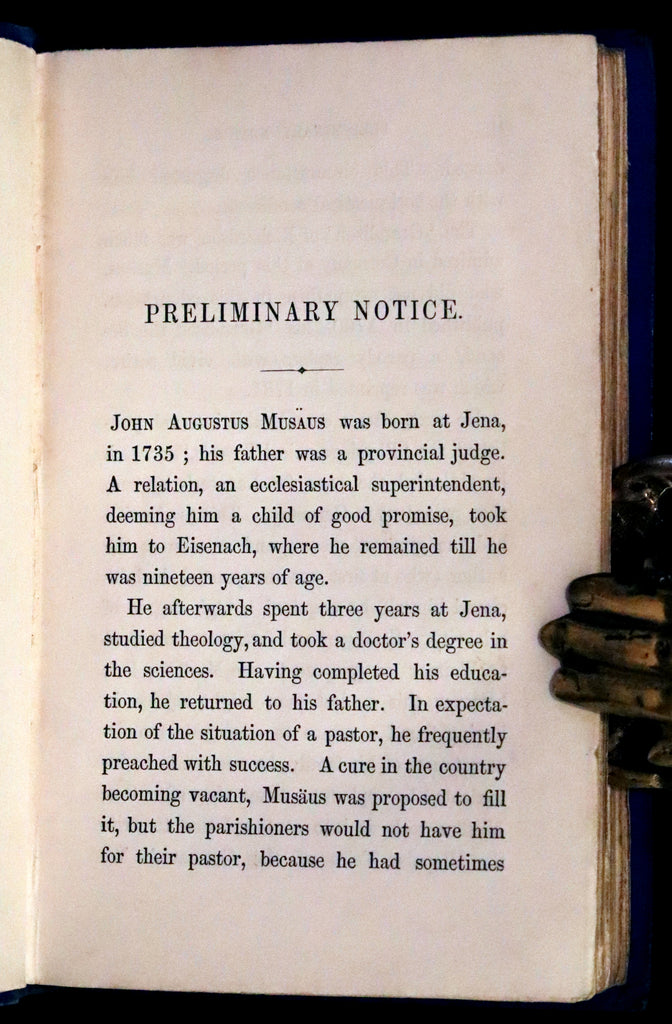 PRELIMINARY NOTICE.
JOHN AUGUSTUS MUSÄUS was born at Jena,
in 1735 ; his father was a provincial judge.
A relation, an ecclesiastical superintendent,
deeming him a child of good promise, took
him to Eisenach, where he remained till he
was nineteen years of age.
He afterwards spent three years at Jena,
studied theology, and took a doctor's degree in
the sciences. Having completed his educa-
tion, he returned to his father. In expecta-
tion of the situation of a pastor, he frequently
preached with success. A cure in the country
becoming vacant, Musäus was proposed to fill
it, but the parishioners would not have him
for their pastor, because he had sometimes